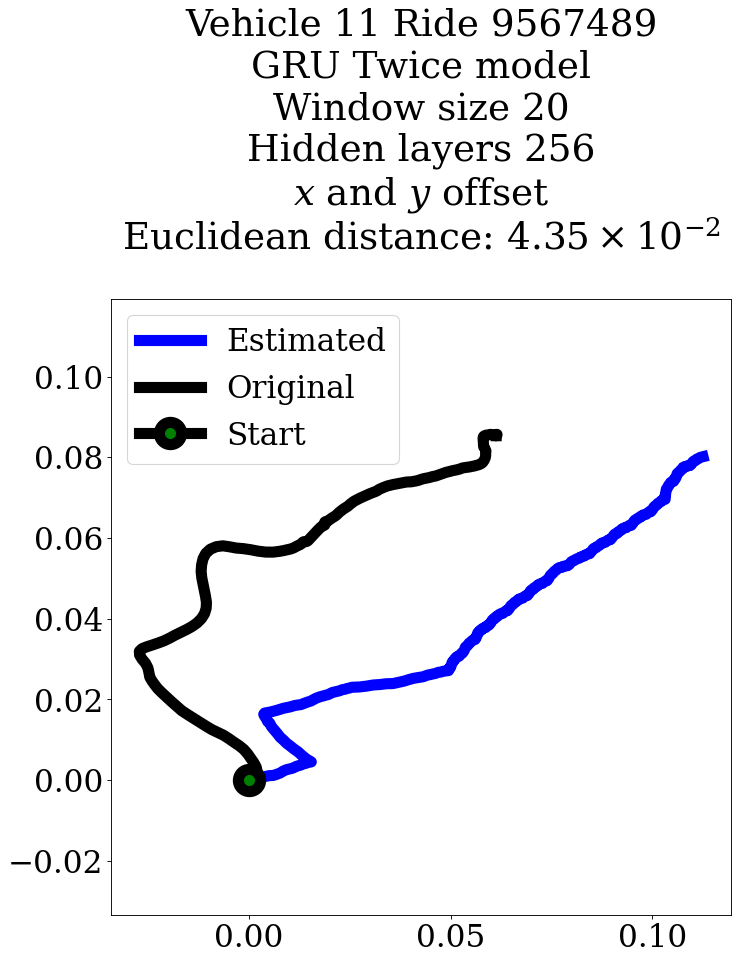 Vehicle 11 Ride 9567489
GRU Twice model
Window size 20
Hidden layers 256
x and y offset
Euclidean distance: 4.35 × 10⁻²
Estimated
Original
Start
0.10
0.08
0.06
0.04
0.02
0.00
−0.02
0.00 0.05 0.10